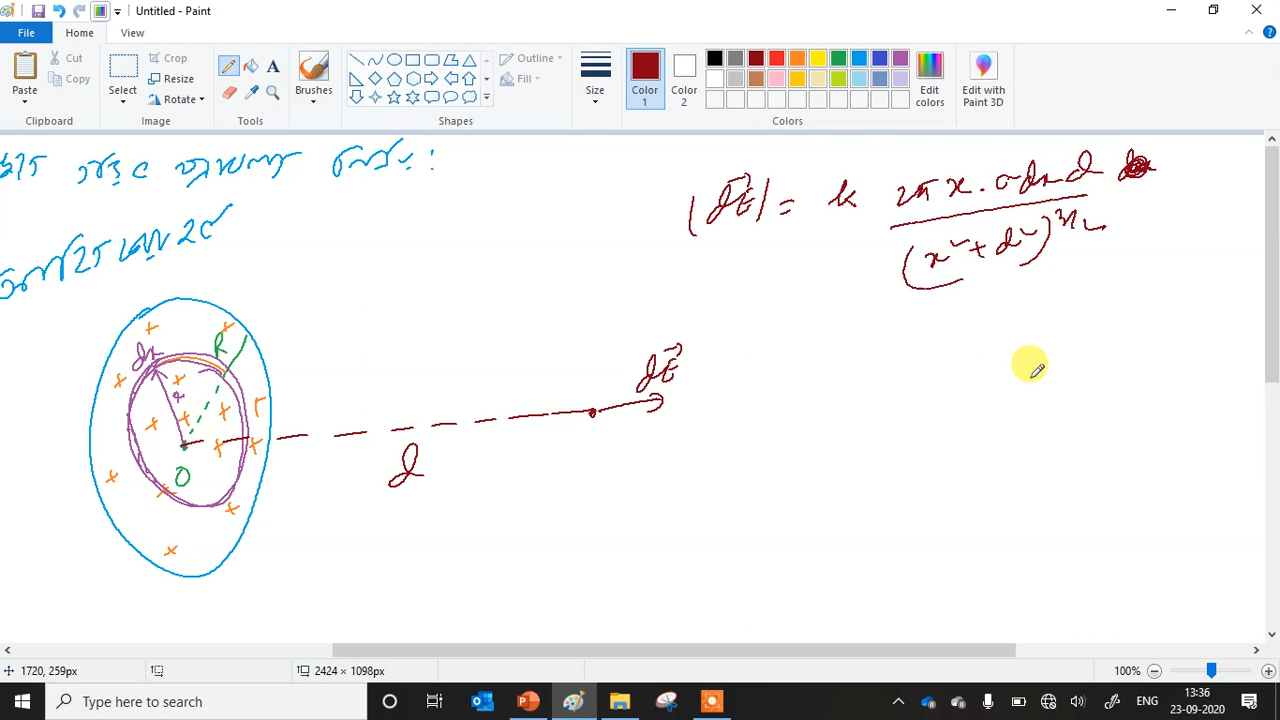 Untitled - Paint
File Home View
Paste
Cut
Copy
Clipboard
Select
Crop
Resize
Rotate
Image
Tools
Brushes
Shapes
Outline
Fill
Size
Color 1
Color 2
Colors
Edit colors
Edit with Paint 3D
|dE⃗| = k 2πx · σdx d / (x² + d²)^3/2
R
dx
x
σ
O
d
dE⃗
1720, 259px
2424 × 1098px
100%
Type here to search
ENG
13:36
23-09-2020